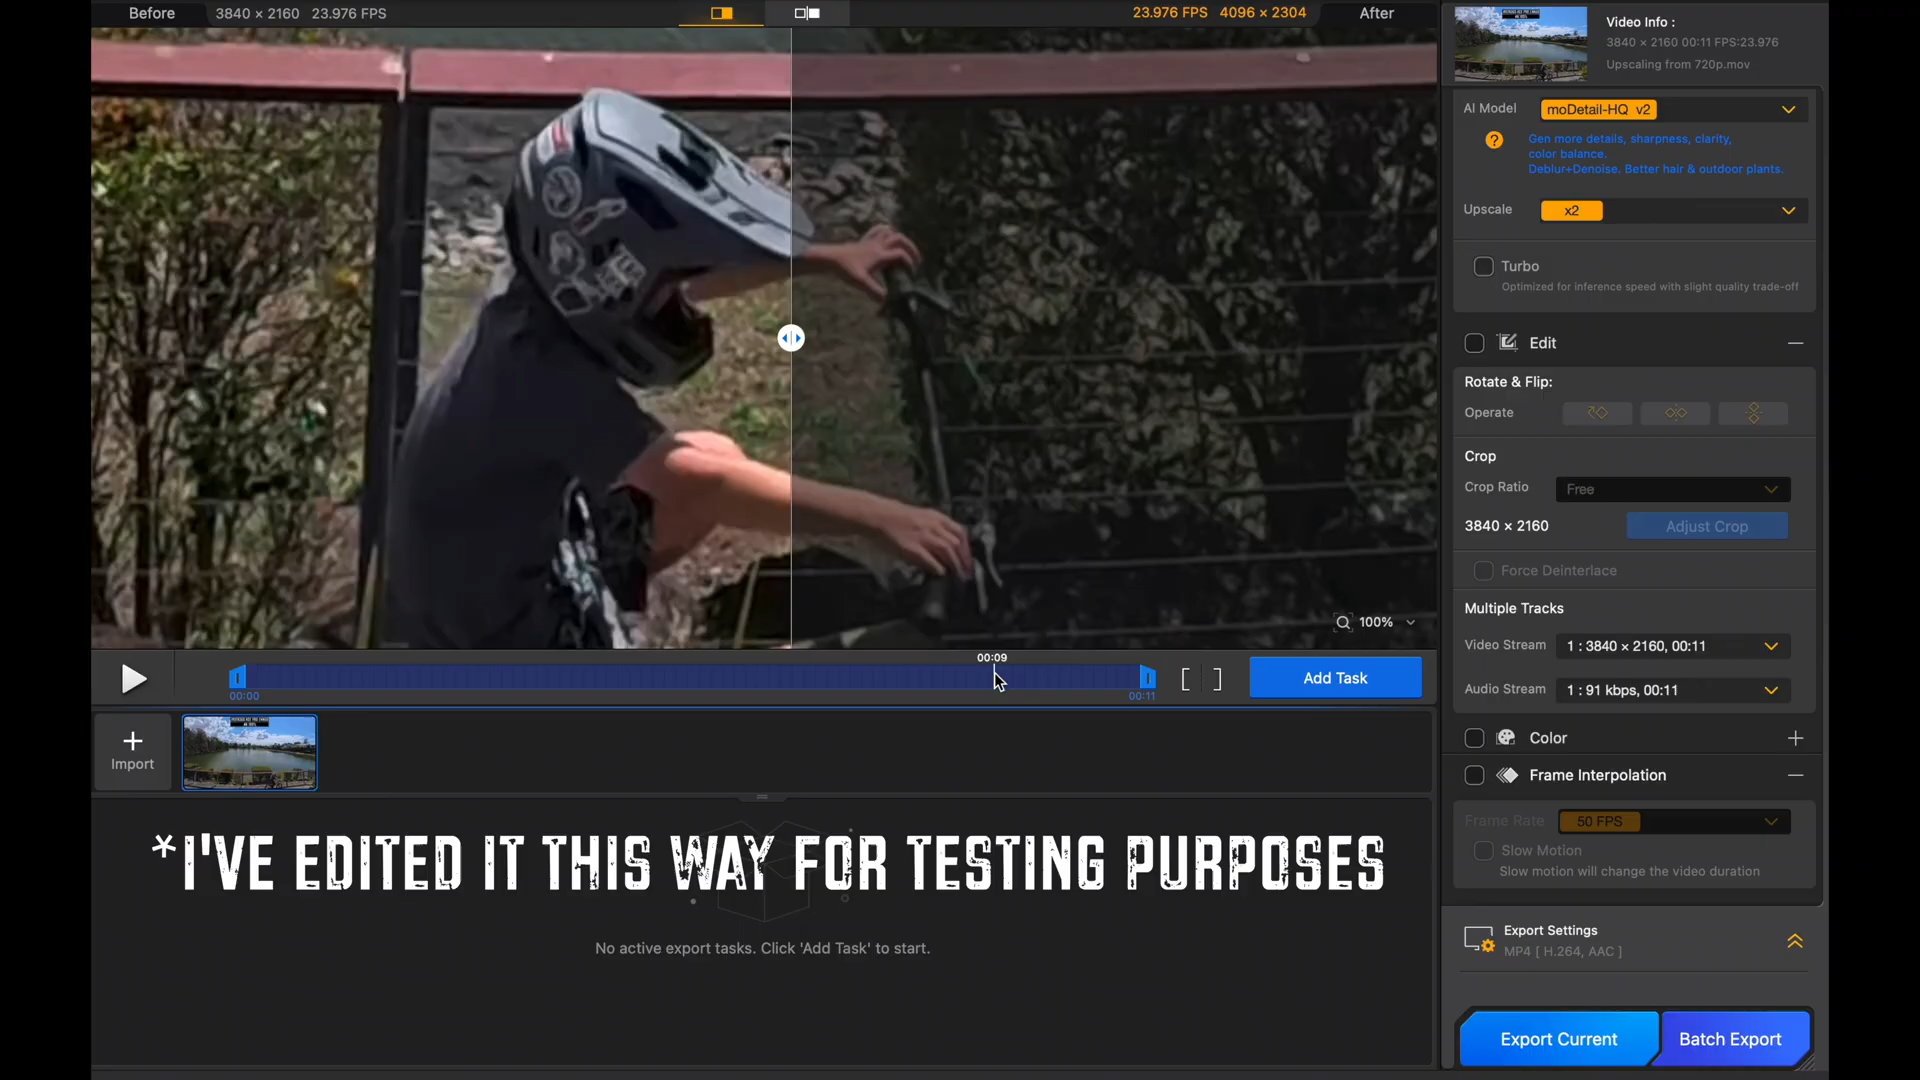 Before
3840 × 2160 23.976 FPS
23.976 FPS 4096 × 2304
After
Video Info :
3840 × 2160 00:11 FPS:23.976
Upscaling from 720p.mov
AI Model
moDetail-HQ v2
?
Gen more details, sharpness, clarity,
color balance.
Deblur+Denoise. Better hair & outdoor plants.
Upscale
x2
Turbo
Optimized for inference speed with slight quality trade-off
Edit
Rotate & Flip:
Operate
Crop
Crop Ratio
Free
3840 × 2160
Adjust Crop
Force Deinterlace
Multiple Tracks
Video Stream
1 : 3840 × 2160, 00:11
Audio Stream
1 : 91 kbps, 00:11
Color
Frame Interpolation
Frame Rate
50 FPS
Slow Motion
Slow motion will change the video duration
Export Settings
MP4 [ H.264, AAC ]
Export Current
Batch Export
100%
00:09
00:00
00:11
[ ]
Add Task
Import
*I'VE EDITED IT THIS WAY FOR TESTING PURPOSES
No active export tasks. Click 'Add Task' to start.